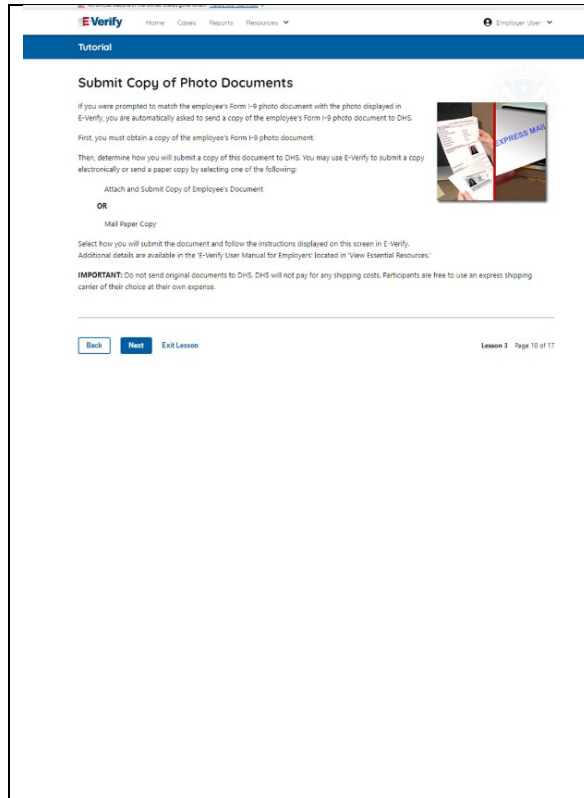 E-Verify Home Cases Reports Resources Employer User
Tutorial
Submit Copy of Photo Documents
If you were prompted to match the employee's Form I-9 photo document with the photo displayed in
E-Verify, you are automatically asked to send a copy of the employee's Form I-9 photo document to DHS.
First, you must obtain a copy of the employee's Form I-9 photo document.
Then, determine how you will submit a copy of this document to DHS. You may use E-Verify to submit a copy
electronically or send a paper copy by selecting one of the following:
EXPRESS MAIL
Attach and Submit Copy of Employee's Document
OR
Mail Paper Copy
Select how you will submit the document and follow the instructions displayed on this screen in E-Verify.
Additional details are available in the 'E-Verify User Manual for Employers' located in 'View Essential Resources.'
IMPORTANT: Do not send original documents to DHS. DHS will not pay for any shipping costs. Participants are free to use an express shipping
carrier of their choice at their own expense.
Back Next Exit Lesson Lesson 3 Page 10 of 17